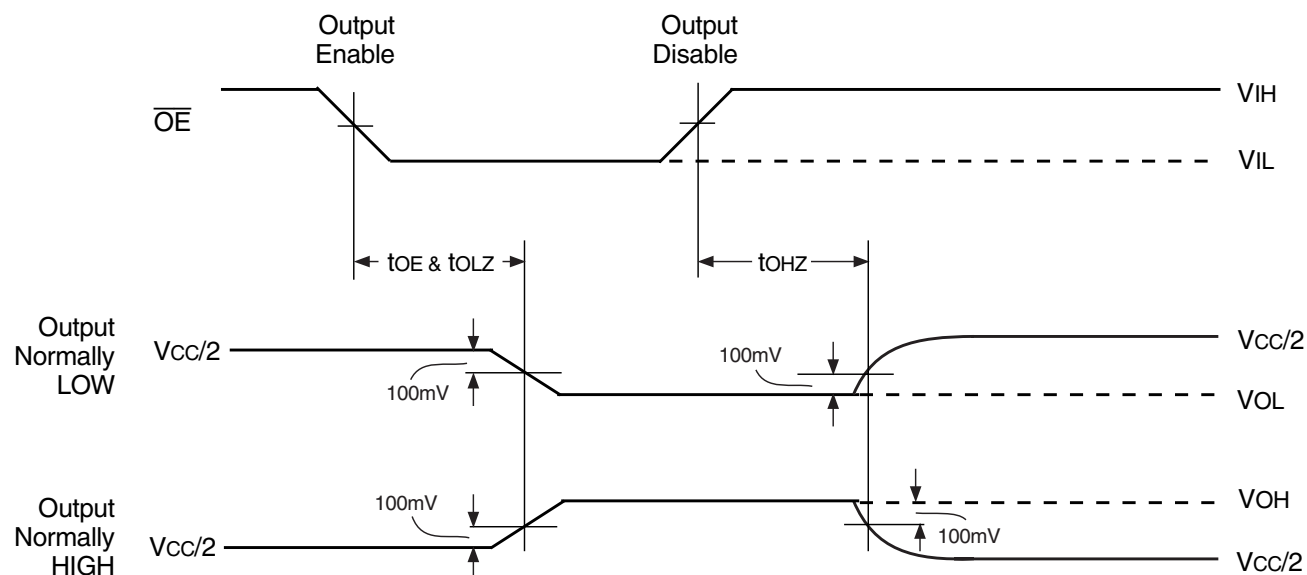 Output
Enable
Output
Disable
OE
VIH
VIL
tOE & tOLZ
tOHZ
Output
Normally
LOW
VCC/2
100mV
100mV
VCC/2
VOL
Output
Normally
HIGH
VCC/2
100mV
VOH
100mV
VCC/2